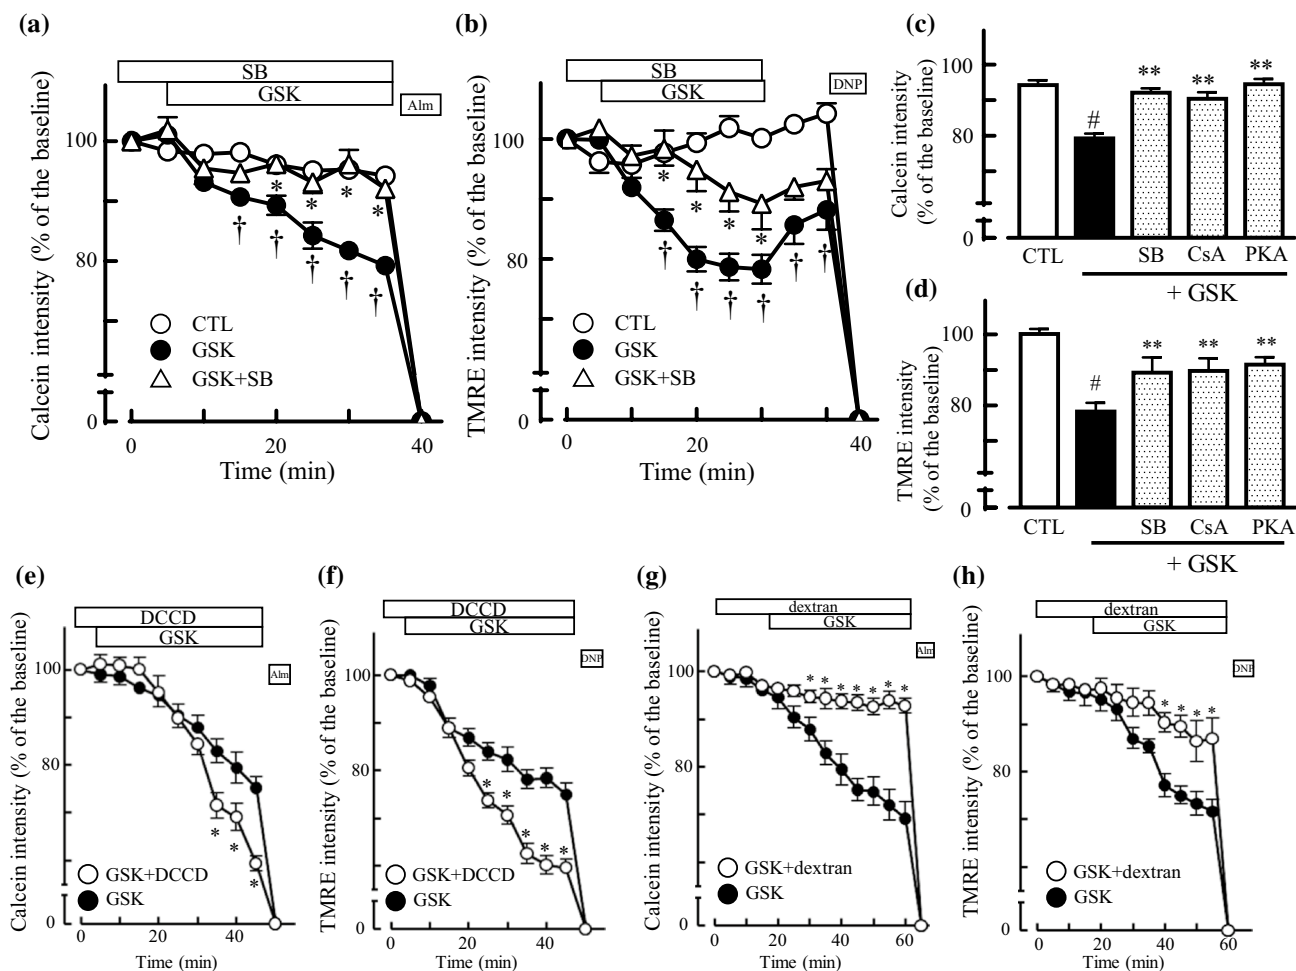 (a)
SB
GSK
Alm
100
80
0
Calcein intensity (% of the baseline)
* * * *
† † † † †
CTL
GSK
GSK+SB
0 20 40
Time (min)
(b)
SB
GSK
DNP
100
80
0
TMRE intensity (% of the baseline)
* * * *
† † † † † †
CTL
GSK
GSK+SB
0 20 40
Time (min)
(c)
100
80
0
Calcein intensity
(% of the baseline)
# ** ** **
CTL SB CsA PKA
+ GSK
(d)
100
80
0
TMRE intensity
(% of the baseline)
# ** ** **
CTL SB CsA PKA
+ GSK
(e)
DCCD
GSK
Alm
100
80
0
Calcein intensity (% of the baseline)
* * *
GSK+DCCD
GSK
0 20 40
Time (min)
(f)
DCCD
GSK
DNP
100
80
0
TMRE intensity (% of the baseline)
* * * * *
GSK+DCCD
GSK
0 20 40
Time (min)
(g)
dextran
GSK
Alm
100
80
0
Calcein intensity (% of the baseline)
* * * * * * *
GSK+dextran
GSK
0 20 40 60
Time (min)
(h)
dextran
GSK
DNP
100
80
0
TMRE intensity (% of the baseline)
* * * *
GSK+dextran
GSK
0 20 40 60
Time (min)